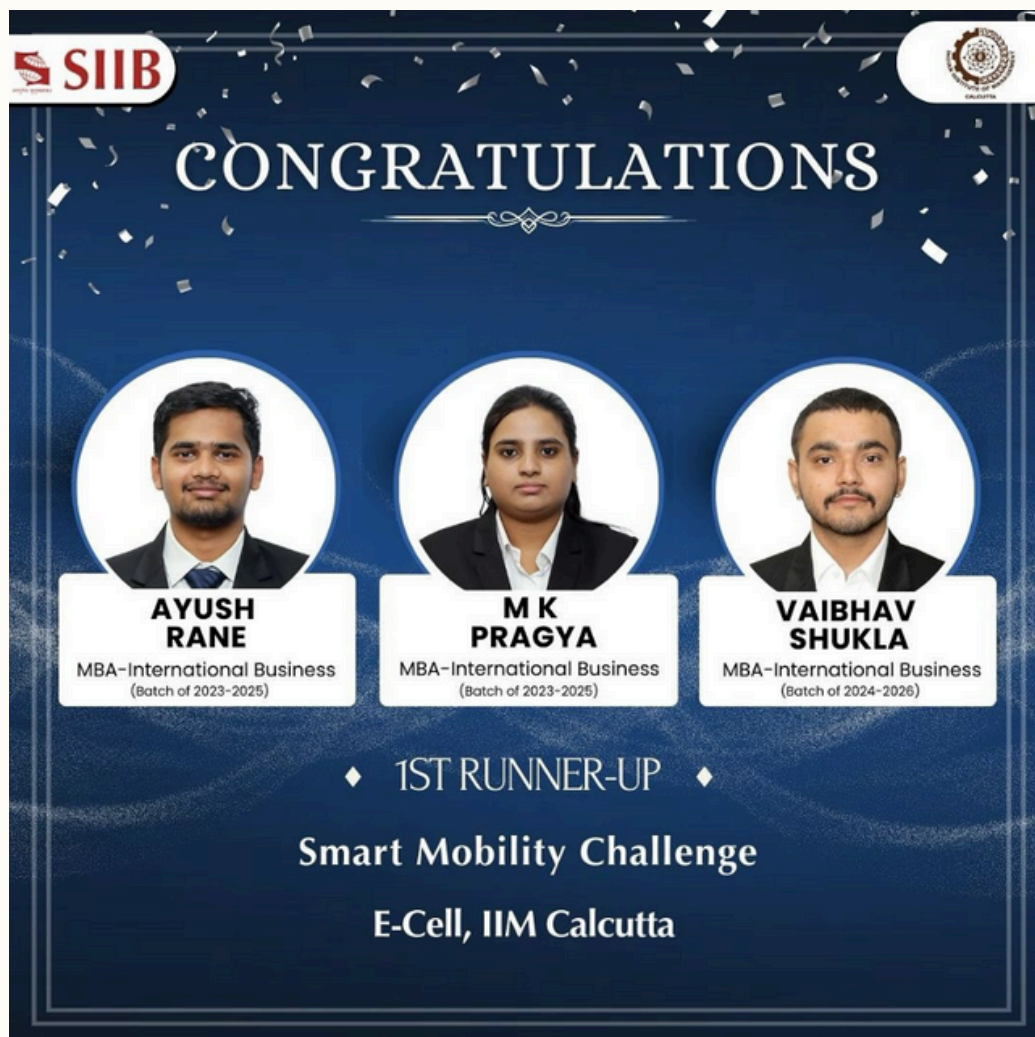 SIIB
CALCUTTA
CONGRATULATIONS
AYUSH
RANE
MBA-International Business
(Batch of 2023-2025)
M K
PRAGYA
MBA-International Business
(Batch of 2023-2025)
VAIBHAV
SHUKLA
MBA-International Business
(Batch of 2024-2026)
1ST RUNNER-UP
Smart Mobility Challenge
E-Cell, IIM Calcutta